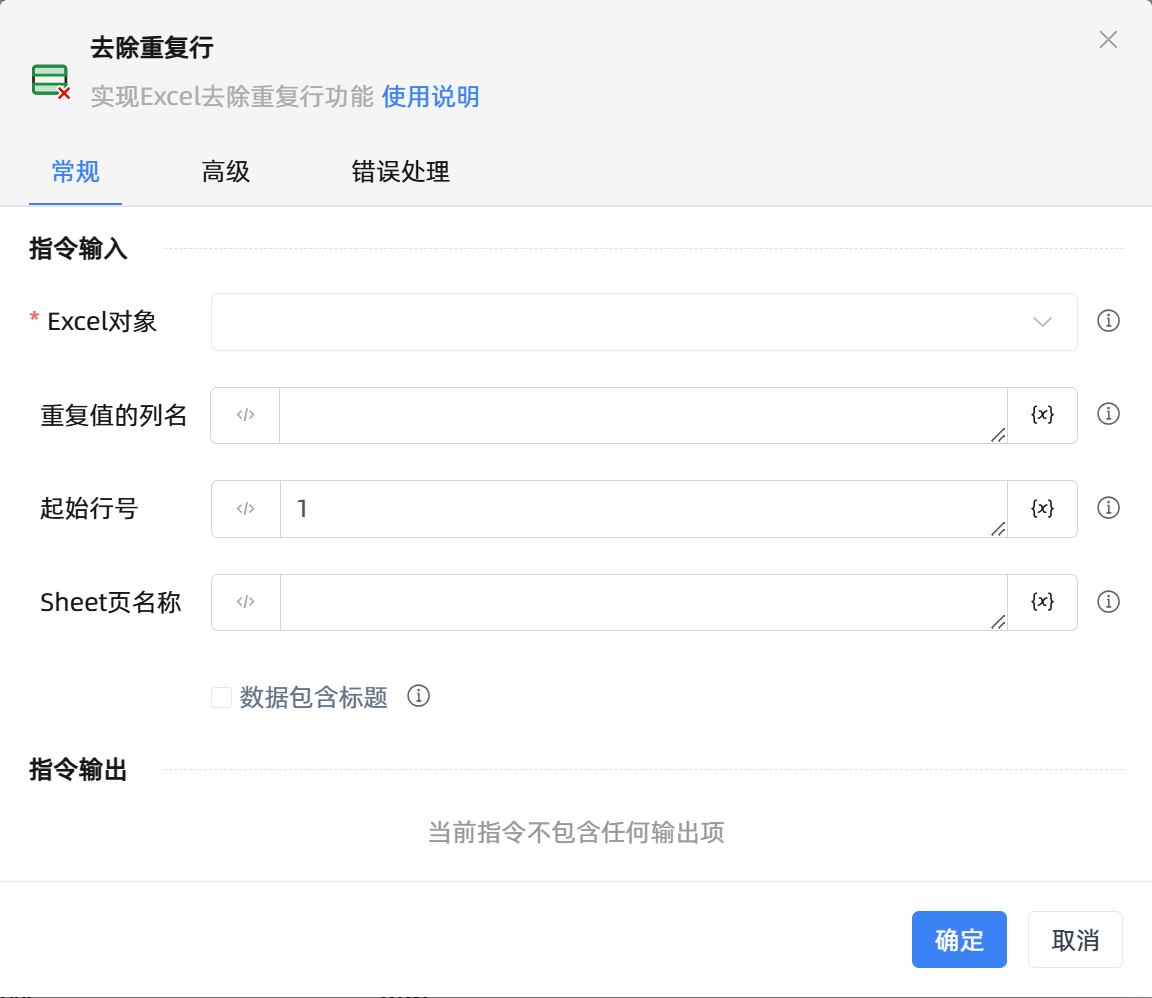 去除重复行
实现Excel去除重复行功能 使用说明
常规 高级 错误处理
指令输入
* Excel对象
重复值的列名 </> {x}
起始行号 </> 1 {x}
Sheet页名称 </> {x}
数据包含标题
指令输出
当前指令不包含任何输出项
确定 取消